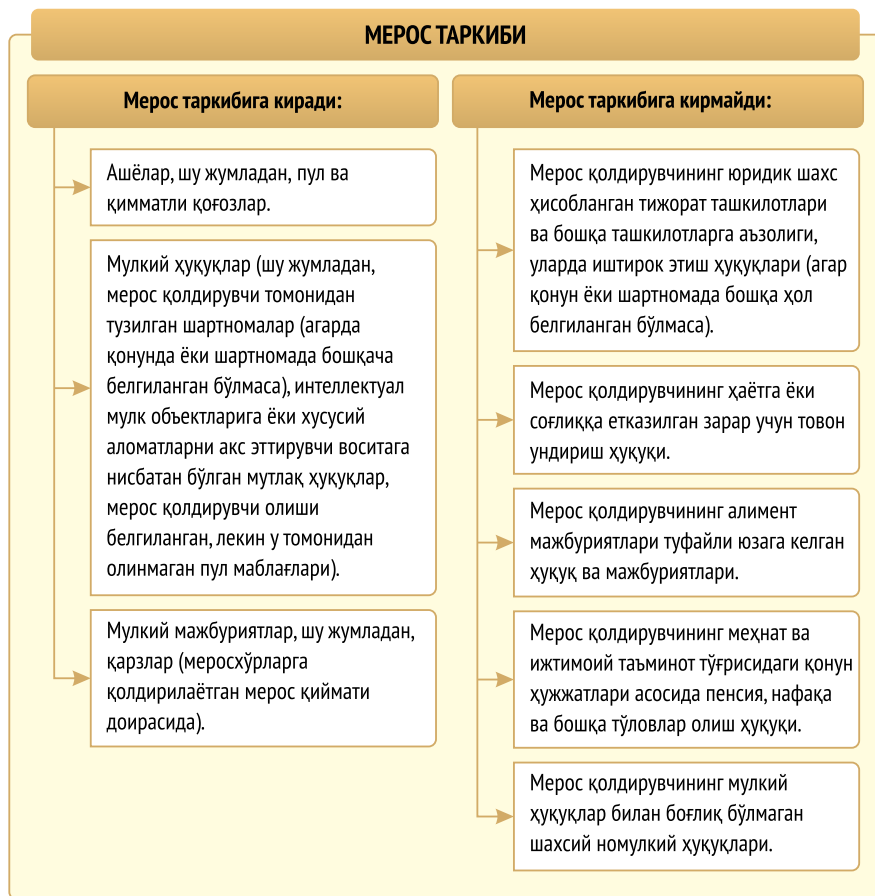 МЕРОС ТАРКИБИ
Мерос таркибига киради:
Ашёлар, шу жумладан, пул ва
қимматли қоғозлар.
Мулкий ҳуқуқлар (шу жумладан,
мерос қолдирувчи томонидан
тузилган шартномалар (агарда
қонунда ёки шартномада бошқача
белгиланган бўлмаса), интеллектуал
мулк объектларига ёки хусусий
аломатларни акс эттирувчи воситага
нисбатан бўлган мутлақ ҳуқуқлар,
мерос қолдирувчи олиши
белгиланган, лекин у томонидан
олинмаган пул маблағлари).
Мулкий мажбуриятлар, шу жумладан,
қарзлар (меросхўрларга
қолдирилаётган мерос қиймати
доирасида).
Мерос таркибига кирмайди:
Мерос қолдирувчининг юридик шахс
ҳисобланган тижорат ташкилотлари
ва бошқа ташкилотларга аъзолиги,
уларда иштирок этиш ҳуқуқлари (агар
қонун ёки шартномада бошқа ҳол
белгиланган бўлмаса).
Мерос қолдирувчининг ҳаётга ёки
соғлиққа етказилган зарар учун товон
ундириш ҳуқуқи.
Мерос қолдирувчининг алимент
мажбуриятлари туфайли юзага келган
ҳуқуқ ва мажбуриятлари.
Мерос қолдирувчининг меҳнат ва
ижтимоий таъминот тўғрисидаги қонун
ҳужжатлари асосида пенсия, нафақа
ва бошқа тўловлар олиш ҳуқуқи.
Мерос қолдирувчининг мулкий
ҳуқуқлар билан боғлиқ бўлмаган
шахсий номулкий ҳуқуқлари.